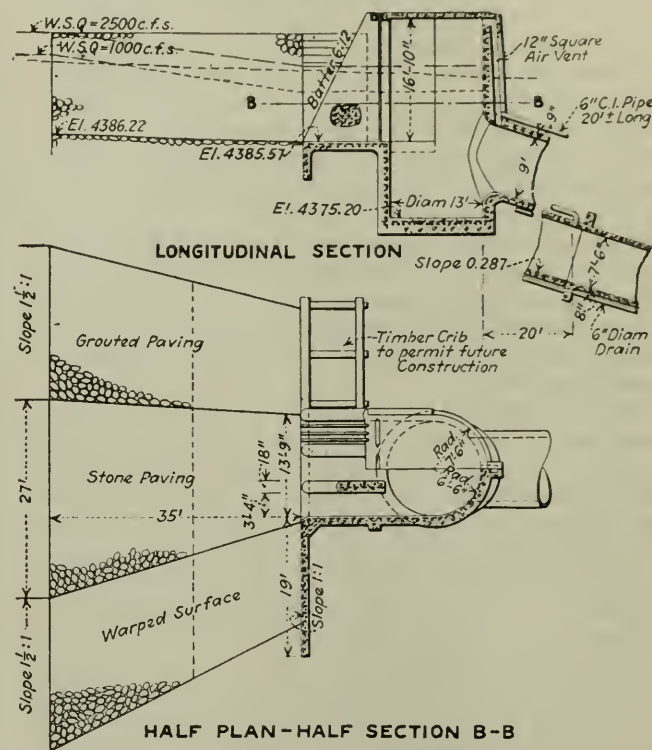 W.S.Q=2500c.f.s.
W.S.Q=1000c.f.s.
Batter 6:12
16'-10"
12" Square
Air Vent
B
B
6" C.I. Pipe
20'± Long
9"
9'
El. 4386.22
El. 4385.57
El. 4375.20
Diam 13'
LONGITUDINAL SECTION
Slope 0.287
7'-6"
8"
20'
6" Diam
Drain
Slope 1½:1
Grouted Paving
Timber Crib
to permit future
Construction
27'
Stone Paving
35'
18"
13'-9"
3'-4"
Rad.
7'-6"
Rad.
6'-6"
19'
Slope 1:1
Warped Surface
Slope 1½:1
HALF PLAN-HALF SECTION B-B